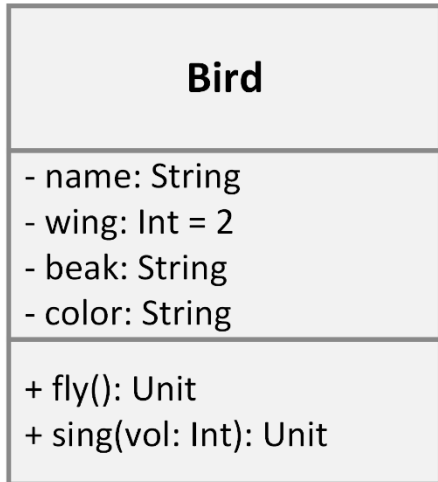 Bird
- name: String
- wing: Int = 2
- beak: String
- color: String
+ fly(): Unit
+ sing(vol: Int): Unit